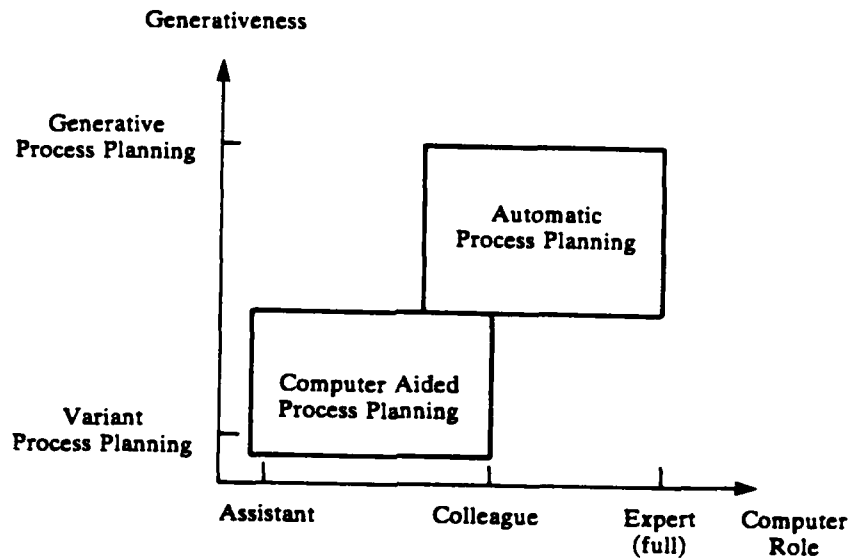 Generativeness
Generative
Process Planning
Automatic
Process Planning
Computer Aided
Process Planning
Variant
Process Planning
Assistant
Colleague
Expert
(full)
Computer
Role